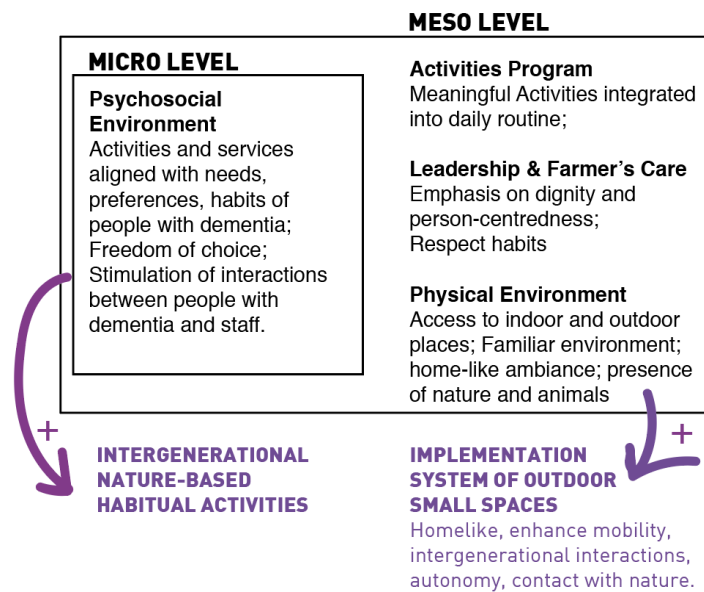 MESO LEVEL
MICRO LEVEL
Psychosocial
Environment
Activities and services
aligned with needs,
preferences, habits of
people with dementia;
Freedom of choice;
Stimulation of interactions
between people with
dementia and staff.
Activities Program
Meaningful Activities integrated
into daily routine;
Leadership & Farmer's Care
Emphasis on dignity and
person-centredness;
Respect habits
Physical Environment
Access to indoor and outdoor
places; Familiar environment;
home-like ambiance; presence
of nature and animals
+
INTERGENERATIONAL
NATURE-BASED
HABITUAL ACTIVITIES
+
IMPLEMENTATION
SYSTEM OF OUTDOOR
SMALL SPACES
Homelike, enhance mobility,
intergenerational interactions,
autonomy, contact with nature.